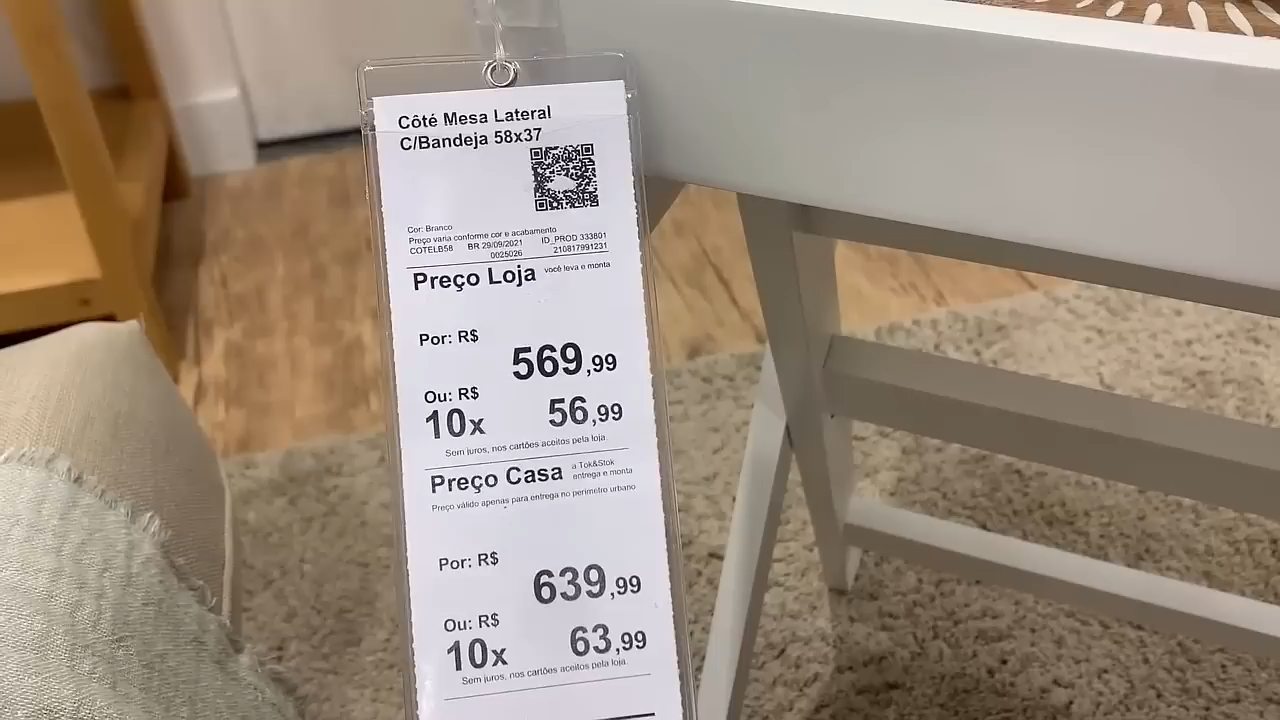 Côté Mesa Lateral
C/Bandeja 58x37
Cor: Branco
Preço varia conforme cor e acabamento
COTELB58 BR 29/09/2021 ID_PROD 333801
0025026 210817991231
Preço Loja você leva e monta
Por: R$
569,99
Ou: R$
10x 56,99
Sem juros, nos cartões aceitos pela loja.
Preço Casa a Tok&Stok
entrega e monta
Preço válido apenas para entrega no perímetro urbano
Por: R$
639,99
Ou: R$
10x 63,99
Sem juros, nos cartões aceitos pela loja.